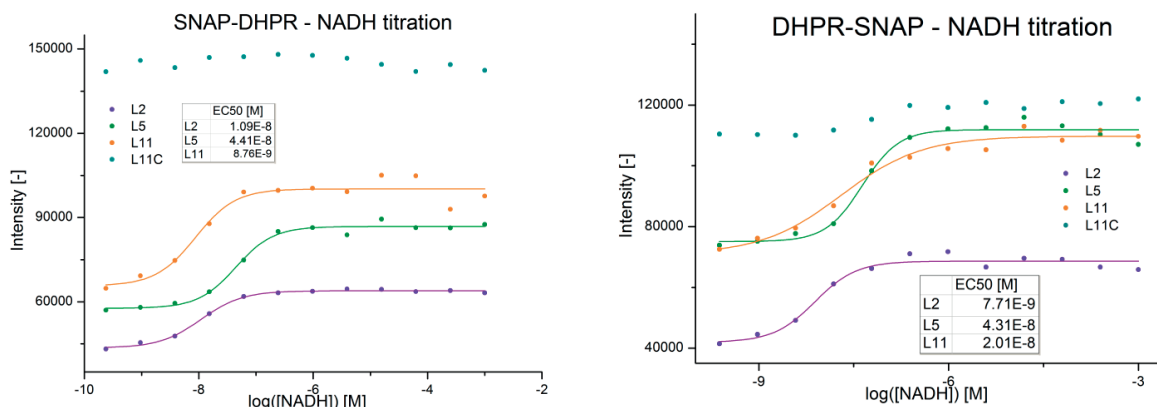 SNAP-DHPR - NADH titration
150000
120000
90000
60000
Intensity [-]
L2
L5
L11
L11C
EC50 [M]
L2 1.09E-8
L5 4.41E-8
L11 8.76E-9
-10 -8 -6 -4 -2
log([NADH]) [M]
DHPR-SNAP - NADH titration
120000
80000
40000
Intensity [-]
L2
L5
L11
L11C
EC50 [M]
L2 7.71E-9
L5 4.31E-8
L11 2.01E-8
-9 -6 -3
log([NADH]) [M]